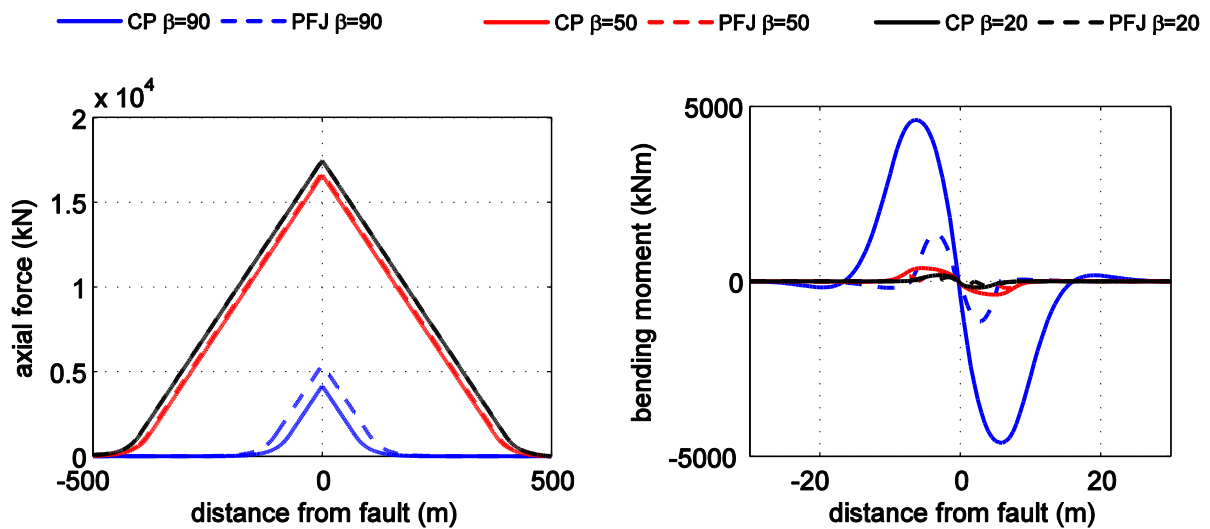 CP β=90 PFJ β=90 CP β=50 PFJ β=50 CP β=20 PFJ β=20
x 10⁴
2
1.5
1
0.5
0
-500 0 500
axial force (kN)
distance from fault (m)
5000
0
-5000
-20 0 20
bending moment (kNm)
distance from fault (m)